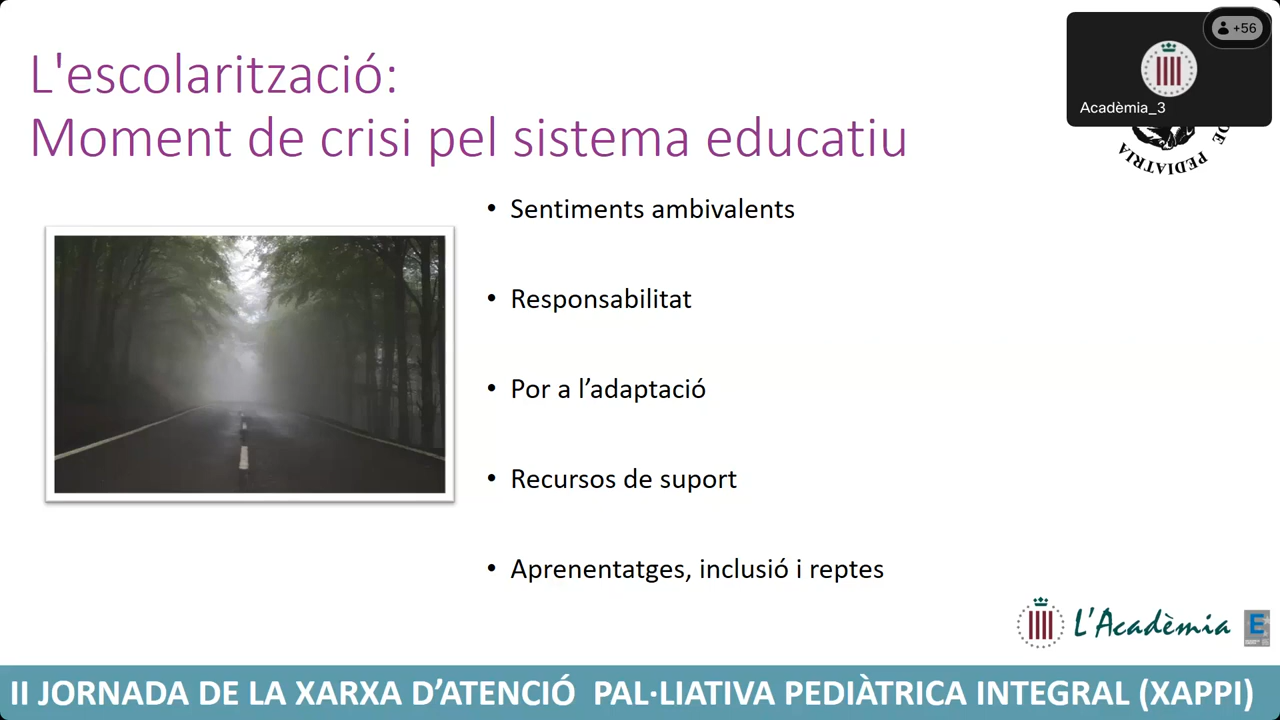 L'escolarització:
Moment de crisi pel sistema educatiu
+56
Acadèmia_3
DE PEDIATRIA
• Sentiments ambivalents
• Responsabilitat
• Por a l’adaptació
• Recursos de suport
• Aprenentatges, inclusió i reptes
L'Acadèmia
E
II JORNADA DE LA XARXA D’ATENCIÓ PAL·LIATIVA PEDIÀTRICA INTEGRAL (XAPPI)